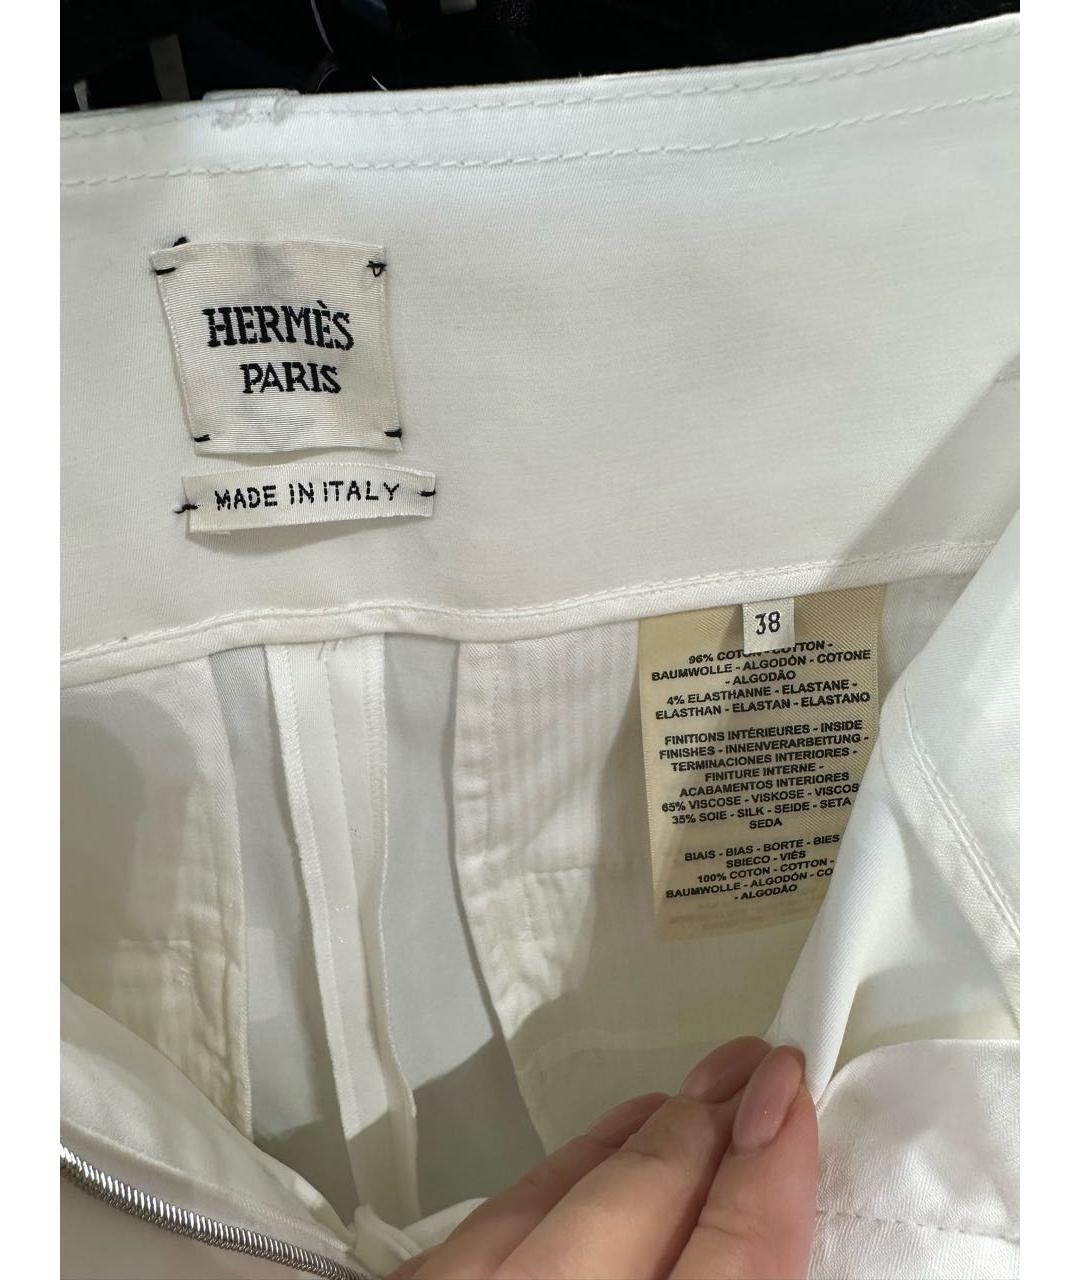 HERMÈS
PARIS
MADE IN ITALY
38
96% COTON - COTTON -
BAUMWOLLE - ALGODÓN - COTONE
- ALGODÃO
4% ELASTHANNE - ELASTANE -
ELASTHAN - ELASTAN - ELASTANO
FINITIONS INTÉRIEURES - INSIDE
FINISHES - INNENVERARBEITUNG -
TERMINACIONES INTERIORES -
FINITURE INTERNE -
ACABAMENTOS INTERIORES
65% VISCOSE - VISKOSE - VISCOS
35% SOIE - SILK - SEIDE - SETA
SEDA
BIAIS - BIAS - BORTE - BIES
SBIECO - VIÉS
100% COTON - COTTON -
BAUMWOLLE - ALGODÓN - CO
- ALGODÃO